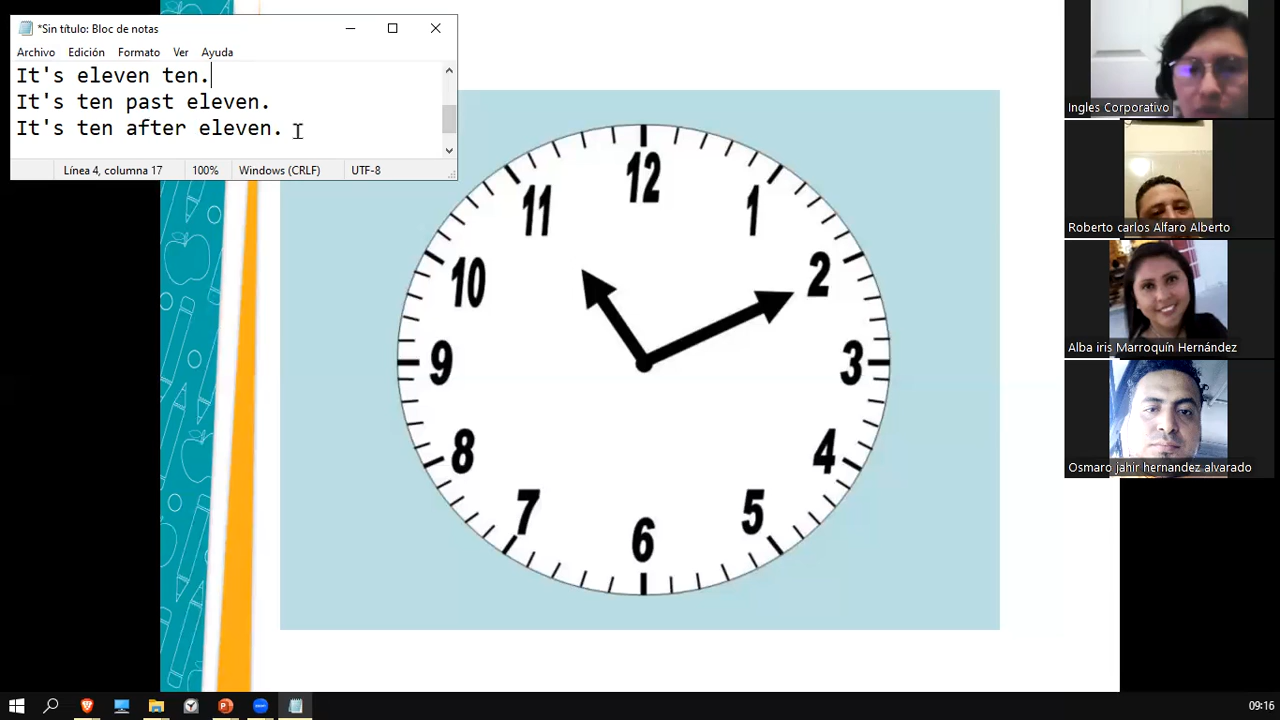 *Sin título: Bloc de notas
Archivo Edición Formato Ver Ayuda
It's eleven ten.
It's ten past eleven.
It's ten after eleven.
Línea 4, columna 17 100% Windows (CRLF) UTF-8
12
11 1
10 2
9 3
8 4
7 5
6
Ingles Corporativo
Roberto carlos Alfaro Alberto
Alba iris Marroquín Hernández
Osmaro jahir hernandez alvarado
09:16